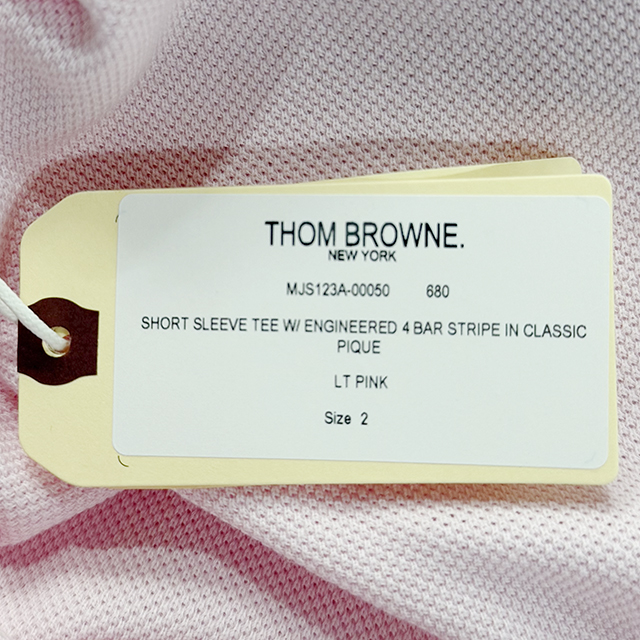 THOM BROWNE.
NEW YORK
MJS123A-00050 680
SHORT SLEEVE TEE W/ ENGINEERED 4 BAR STRIPE IN CLASSIC
PIQUE
LT PINK
Size 2